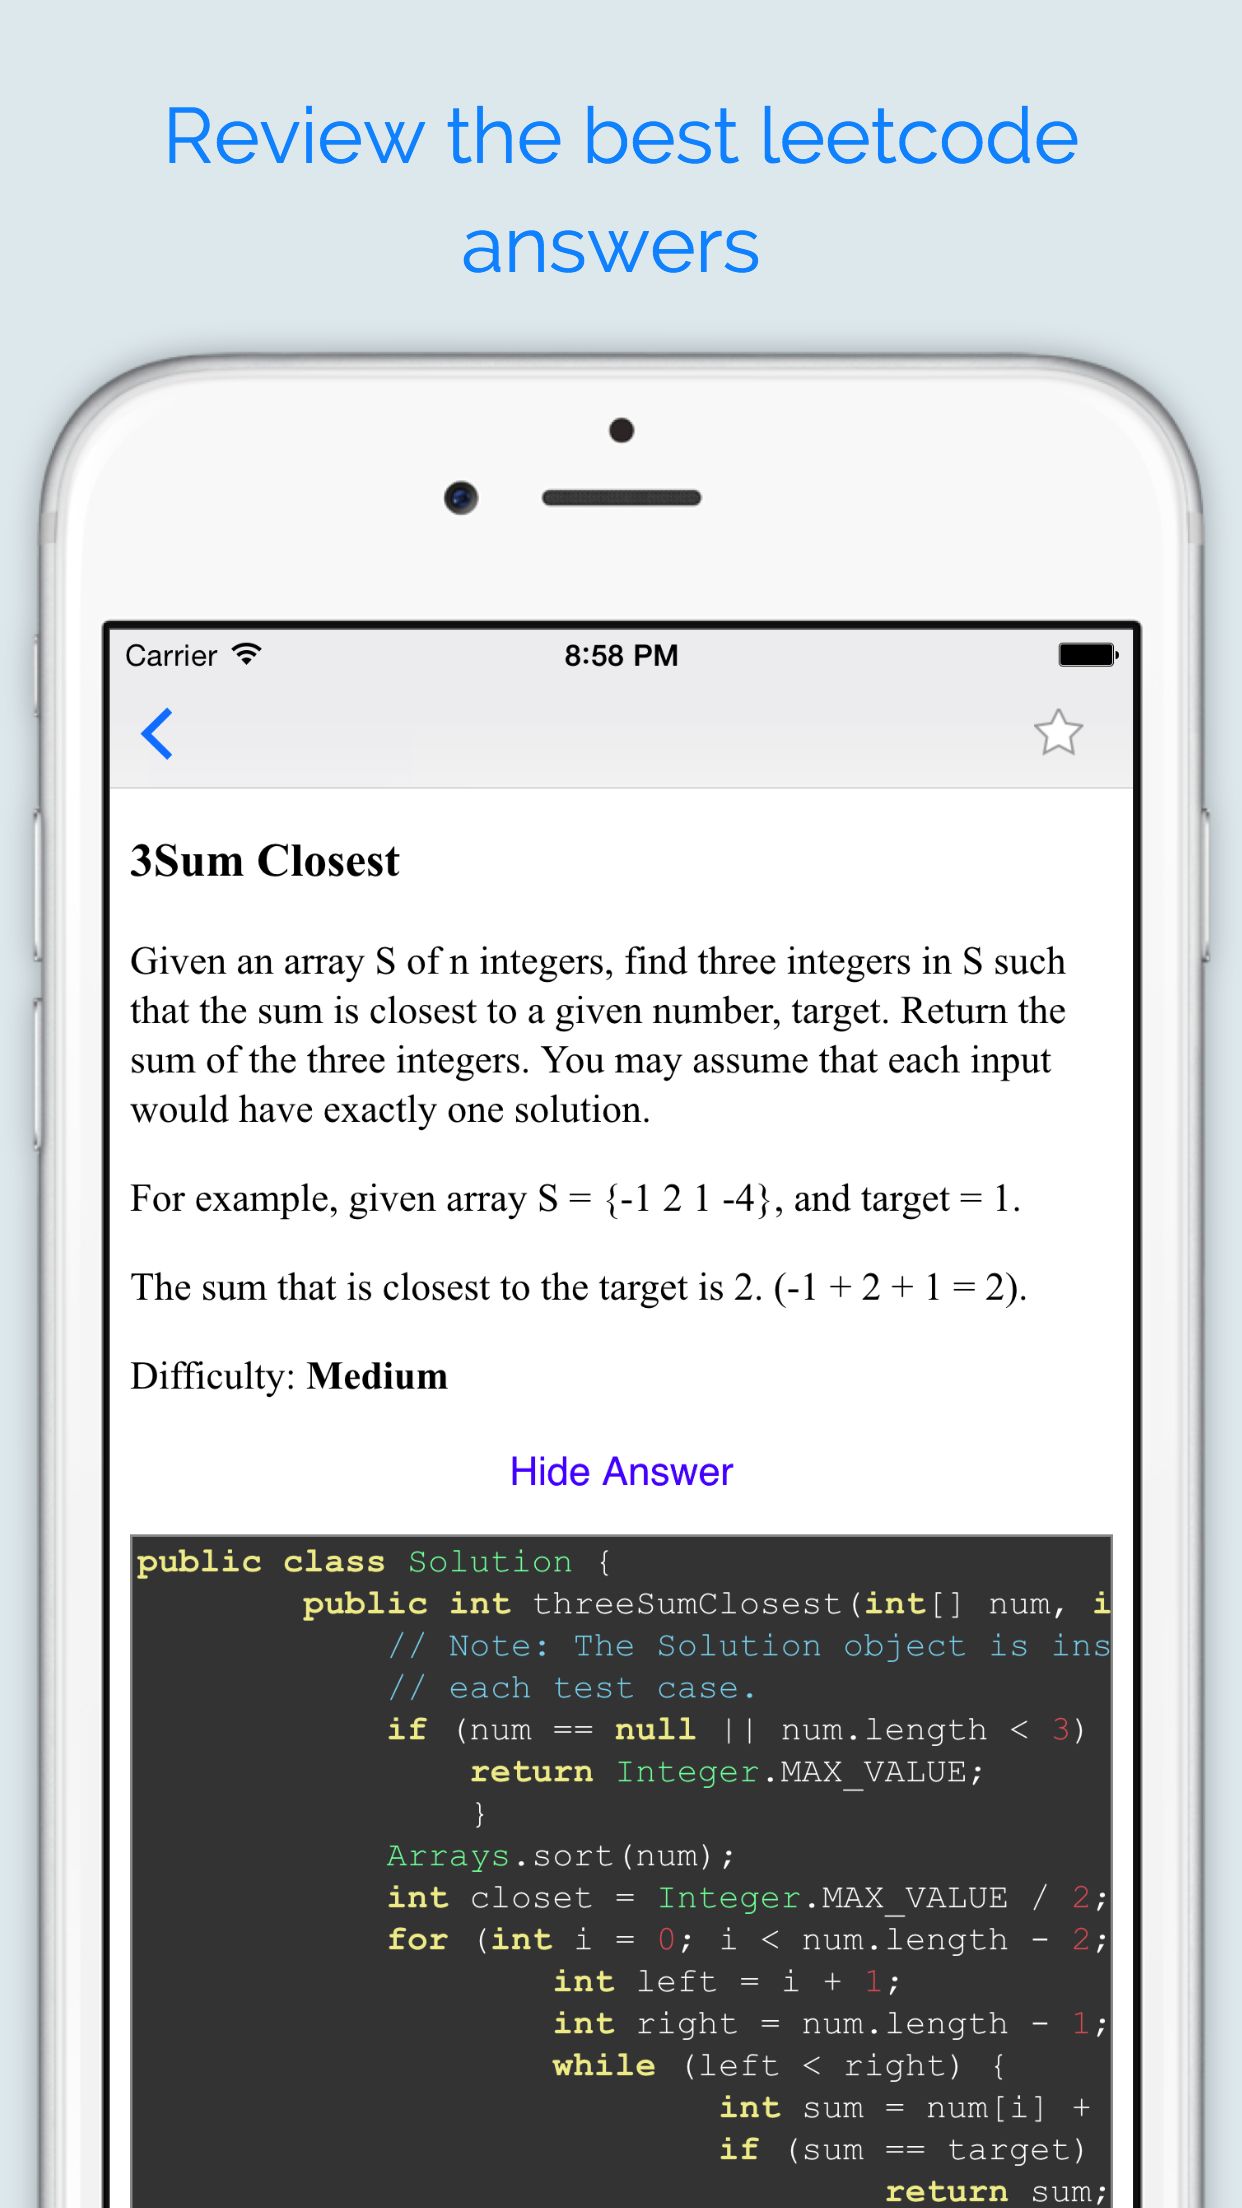 Review the best leetcode
answers
Carrier 8:58 PM
3Sum Closest
Given an array S of n integers, find three integers in S such
that the sum is closest to a given number, target. Return the
sum of the three integers. You may assume that each input
would have exactly one solution.
For example, given array S = {-1 2 1 -4}, and target = 1.
The sum that is closest to the target is 2. (-1 + 2 + 1 = 2).
Difficulty: Medium
Hide Answer
public class Solution {
public int threeSumClosest(int[] num, i
// Note: The Solution object is ins
// each test case.
if (num == null || num.length < 3)
return Integer.MAX_VALUE;
}
Arrays.sort(num);
int closet = Integer.MAX_VALUE / 2;
for (int i = 0; i < num.length - 2;
int left = i + 1;
int right = num.length - 1;
while (left < right) {
int sum = num[i] +
if (sum == target)
return sum;